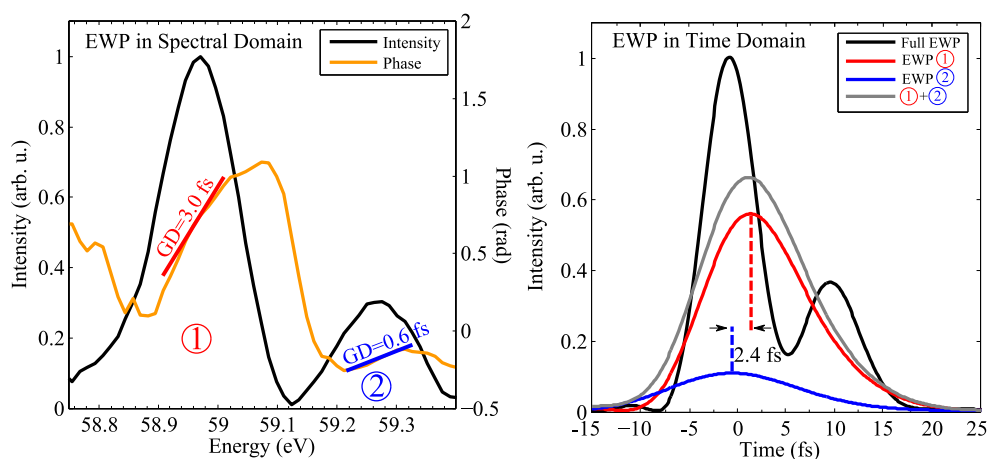 EWP in Spectral Domain
Intensity
Phase
Intensity (arb. u.)
1
0.8
0.6
0.4
0.2
0
GD=3.0 fs
①
GD=0.6 fs
②
2
1.5
1
0.5
0
-0.5
Phase (rad)
58.8 58.9 59 59.1 59.2 59.3
Energy (eV)
EWP in Time Domain
Full EWP
EWP ①
EWP ②
①+②
Intensity (arb. u.)
1
0.8
0.6
0.4
0.2
0
2.4 fs
-15 −10 -5 0 5 10 15 20 25
Time (fs)